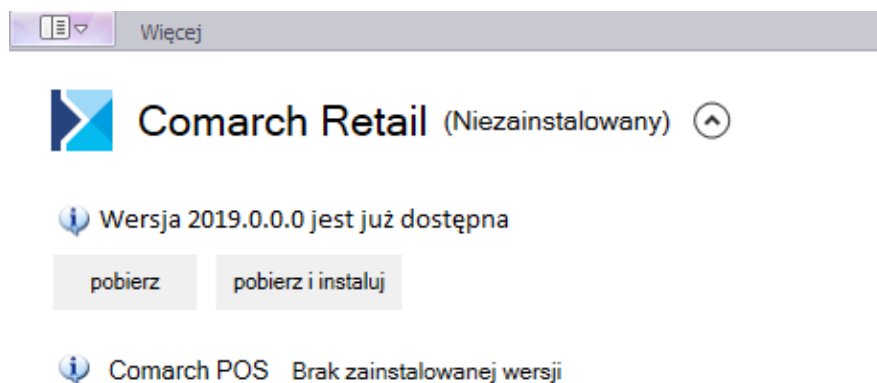 Więcej
Comarch Retail (Niezainstalowany)
Wersja 2019.0.0.0 jest już dostępna
pobierz pobierz i instaluj
Comarch POS Brak zainstalowanej wersji